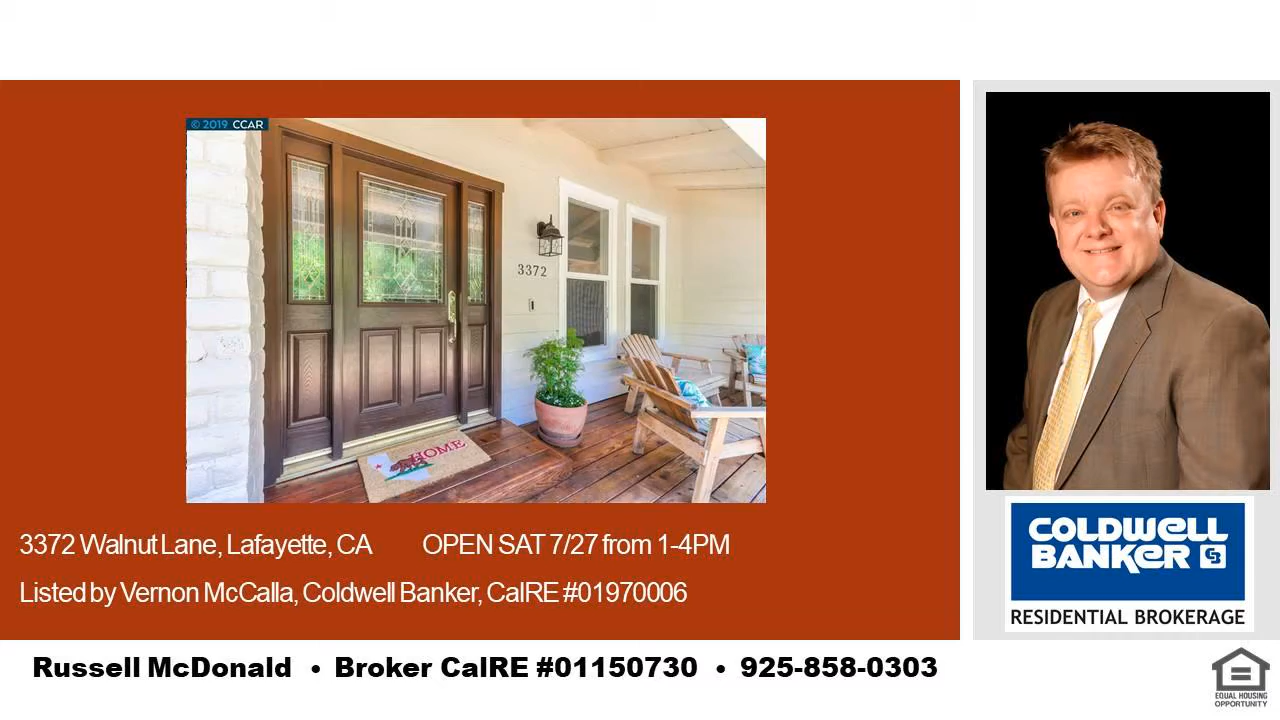 © 2019 CCAR
3372
HOME
3372 Walnut Lane, Lafayette, CA OPEN SAT 7/27 from 1-4PM
Listed by Vernon McCalla, Coldwell Banker, CalRE #01970006
COLDWELL
BANKER CB
RESIDENTIAL BROKERAGE
Russell McDonald • Broker CalRE #01150730 • 925-858-0303
EQUAL HOUSING
OPPORTUNITY